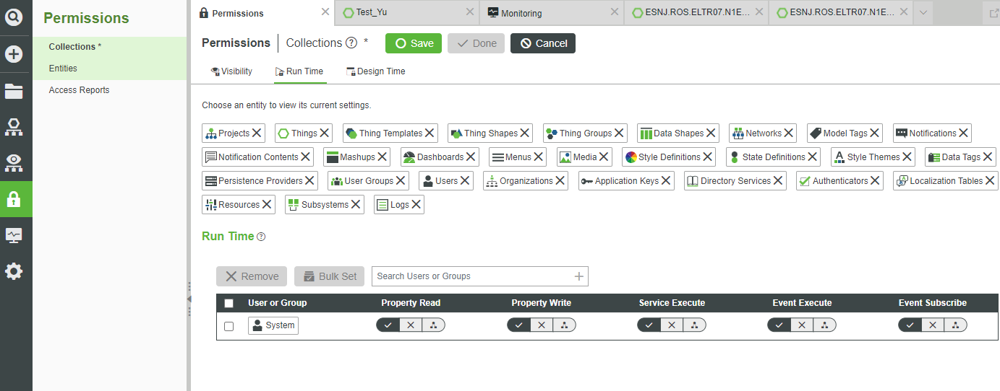 Permissions
Test_Yu
Monitoring
ESNJ.ROS.ELTR07.N1E...
ESNJ.ROS.ELTR07.N1E...
Permissions
Collections *
Entities
Access Reports
Permissions Collections ? * Save Done Cancel
Visibility Run Time Design Time
Choose an entity to view its current settings.
Projects Things Thing Templates Thing Shapes Thing Groups Data Shapes Networks Model Tags Notifications
Notification Contents Mashups Dashboards Menus Media Style Definitions State Definitions Style Themes Data Tags
Persistence Providers User Groups Users Organizations Application Keys Directory Services Authenticators Localization Tables
Resources Subsystems Logs
Run Time ?
Remove Bulk Set Search Users or Groups
User or Group Property Read Property Write Service Execute Event Execute Event Subscribe
System